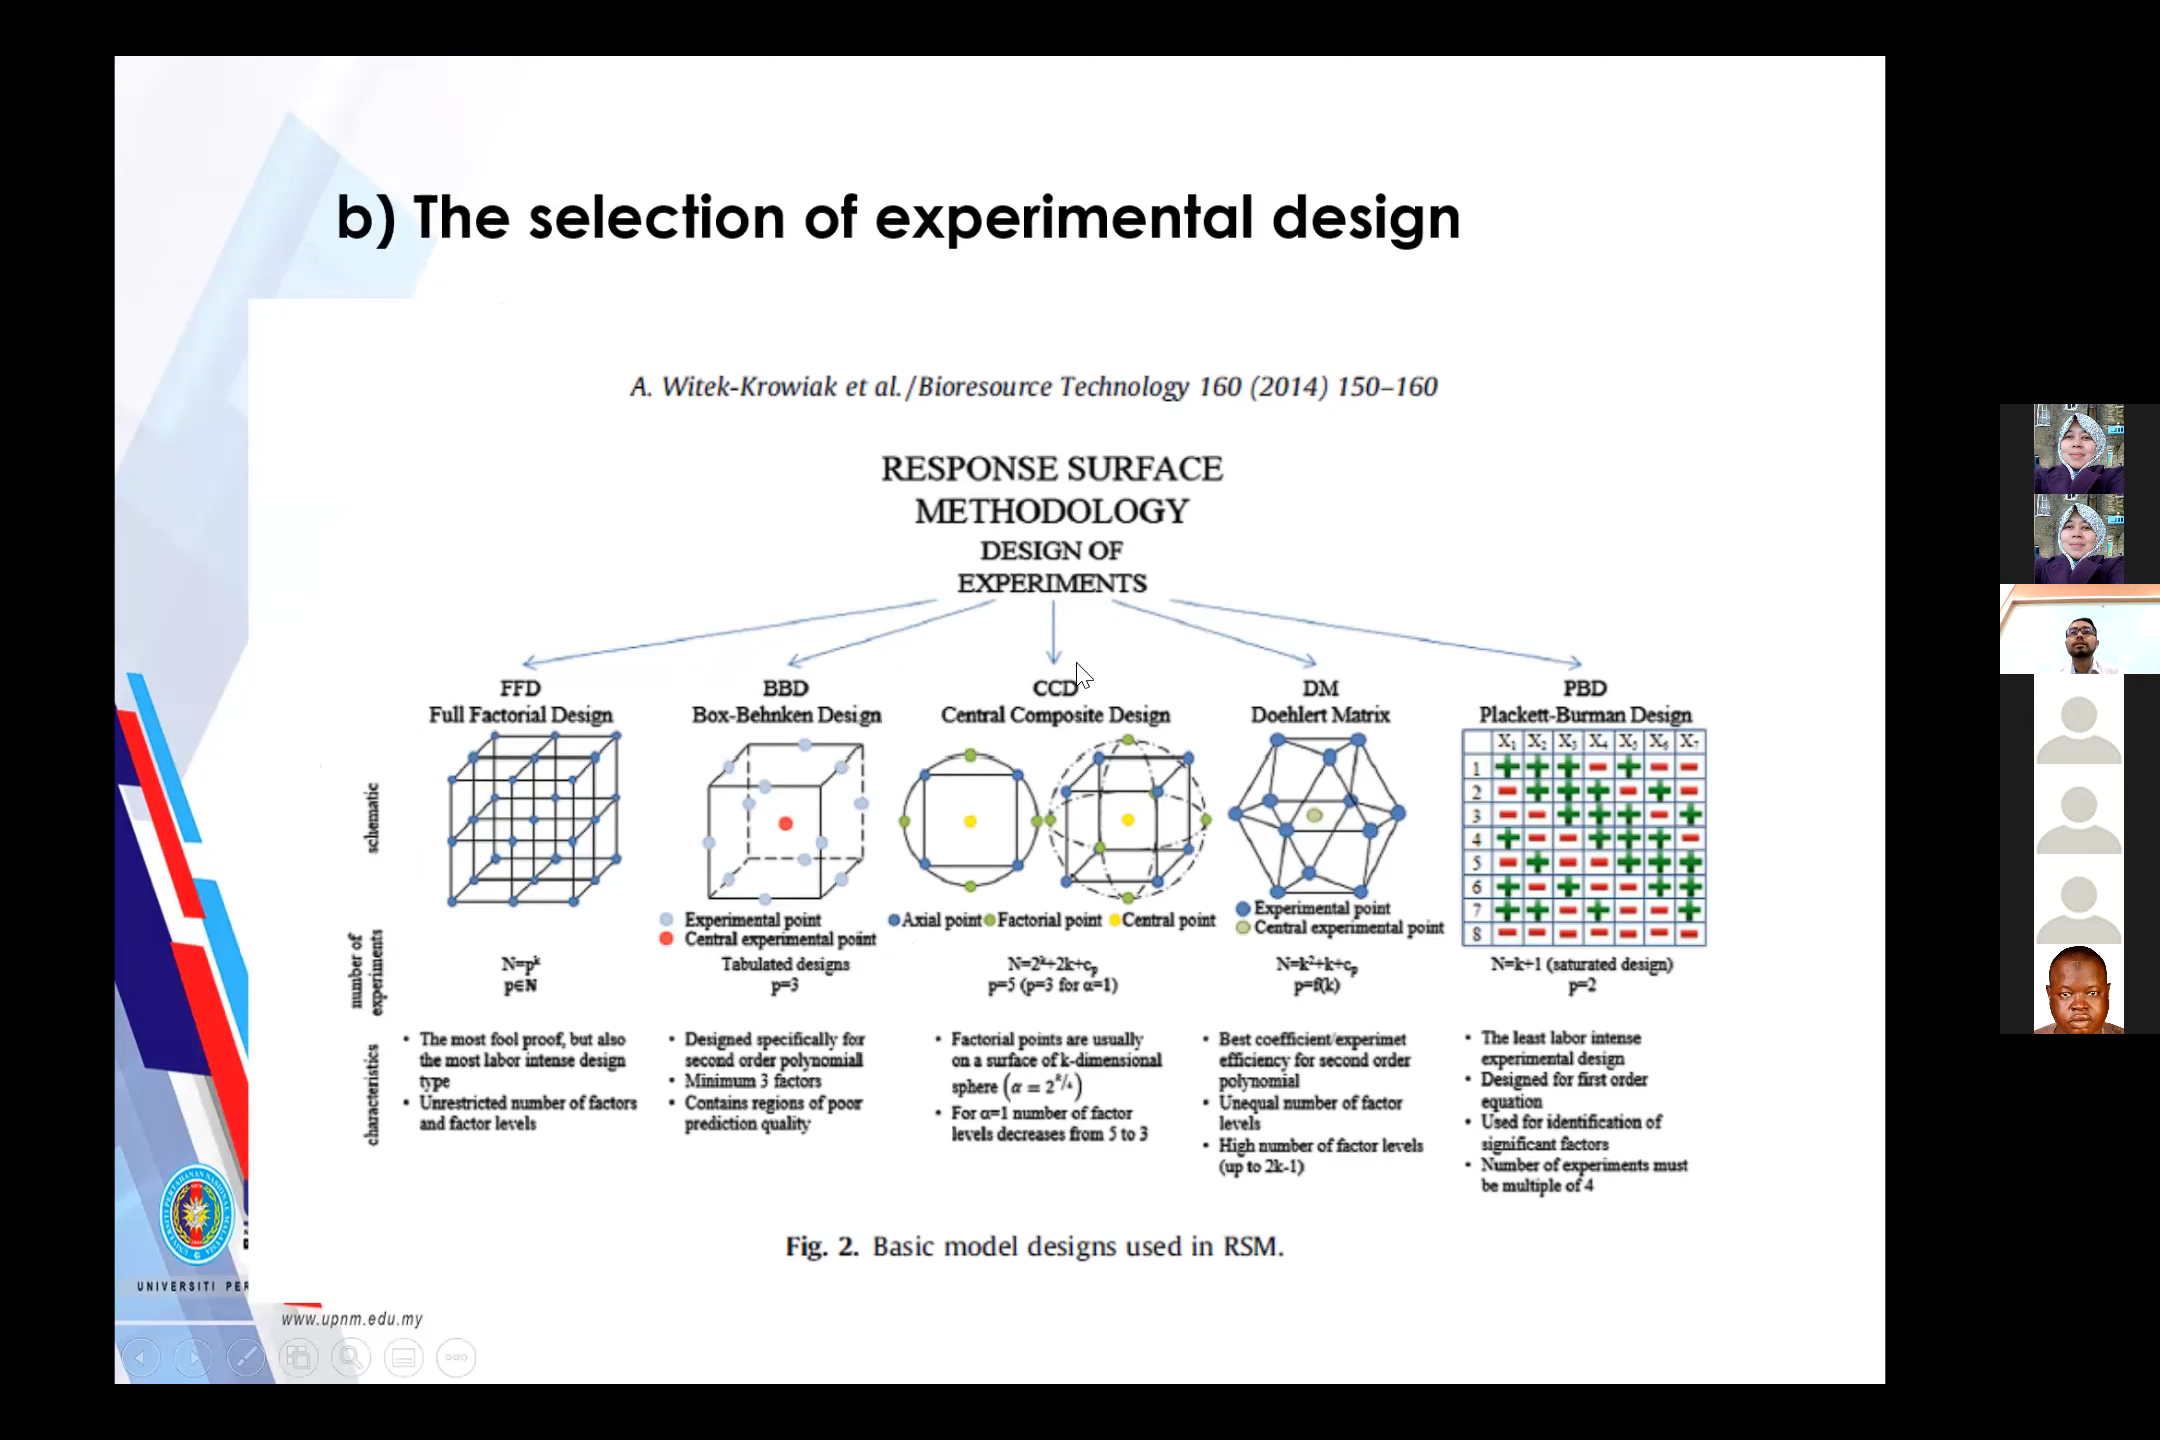 b) The selection of experimental design
A. Witek-Krowiak et al. / Bioresource Technology 160 (2014) 150–160
RESPONSE SURFACE
METHODOLOGY
DESIGN OF
EXPERIMENTS
FFD
Full Factorial Design
BBD
Box-Behnken Design
CCD
Central Composite Design
DM
Doehlert Matrix
PBD
Plackett-Burman Design
schematic
X₁ X₂ X₃ X₄ X₅ X₆ X₇
1 + + + - + - -
2 - + + + - + -
3 - - + + + - +
4 + - - + + + -
5 - + - - + + +
6 + - + - - + +
7 + + - + - - +
8 - - - - - - -
Experimental point
Central experimental point
Axial point Factorial point Central point
Experimental point
Central experimental point
number of
experiments
N=pᵏ
p∈N
Tabulated designs
p=3
N=2ᵏ+2k+cₚ
p=5 (p=3 for α=1)
N=k²+k+cₚ
p=f(k)
N=k+1 (saturated design)
p=2
characteristics
• The most fool proof, but also
the most labor intense design
type
• Unrestricted number of factors
and factor levels
• Designed specifically for
second order polynomial
• Minimum 3 factors
• Contains regions of poor
prediction quality
• Factorial points are usually
on a surface of k-dimensional
sphere (α = 2^(k/4))
• For α=1 number of factor
levels decreases from 5 to 3
• Best coefficient/experimet
efficiency for second order
polynomial
• Unequal number of factor
levels
• High number of factor levels
(up to 2k-1)
• The least labor intense
experimental design
• Designed for first order
equation
• Used for identification of
significant factors
• Number of experiments must
be multiple of 4
Fig. 2. Basic model designs used in RSM.
UNIVERSITI PER
www.upnm.edu.my